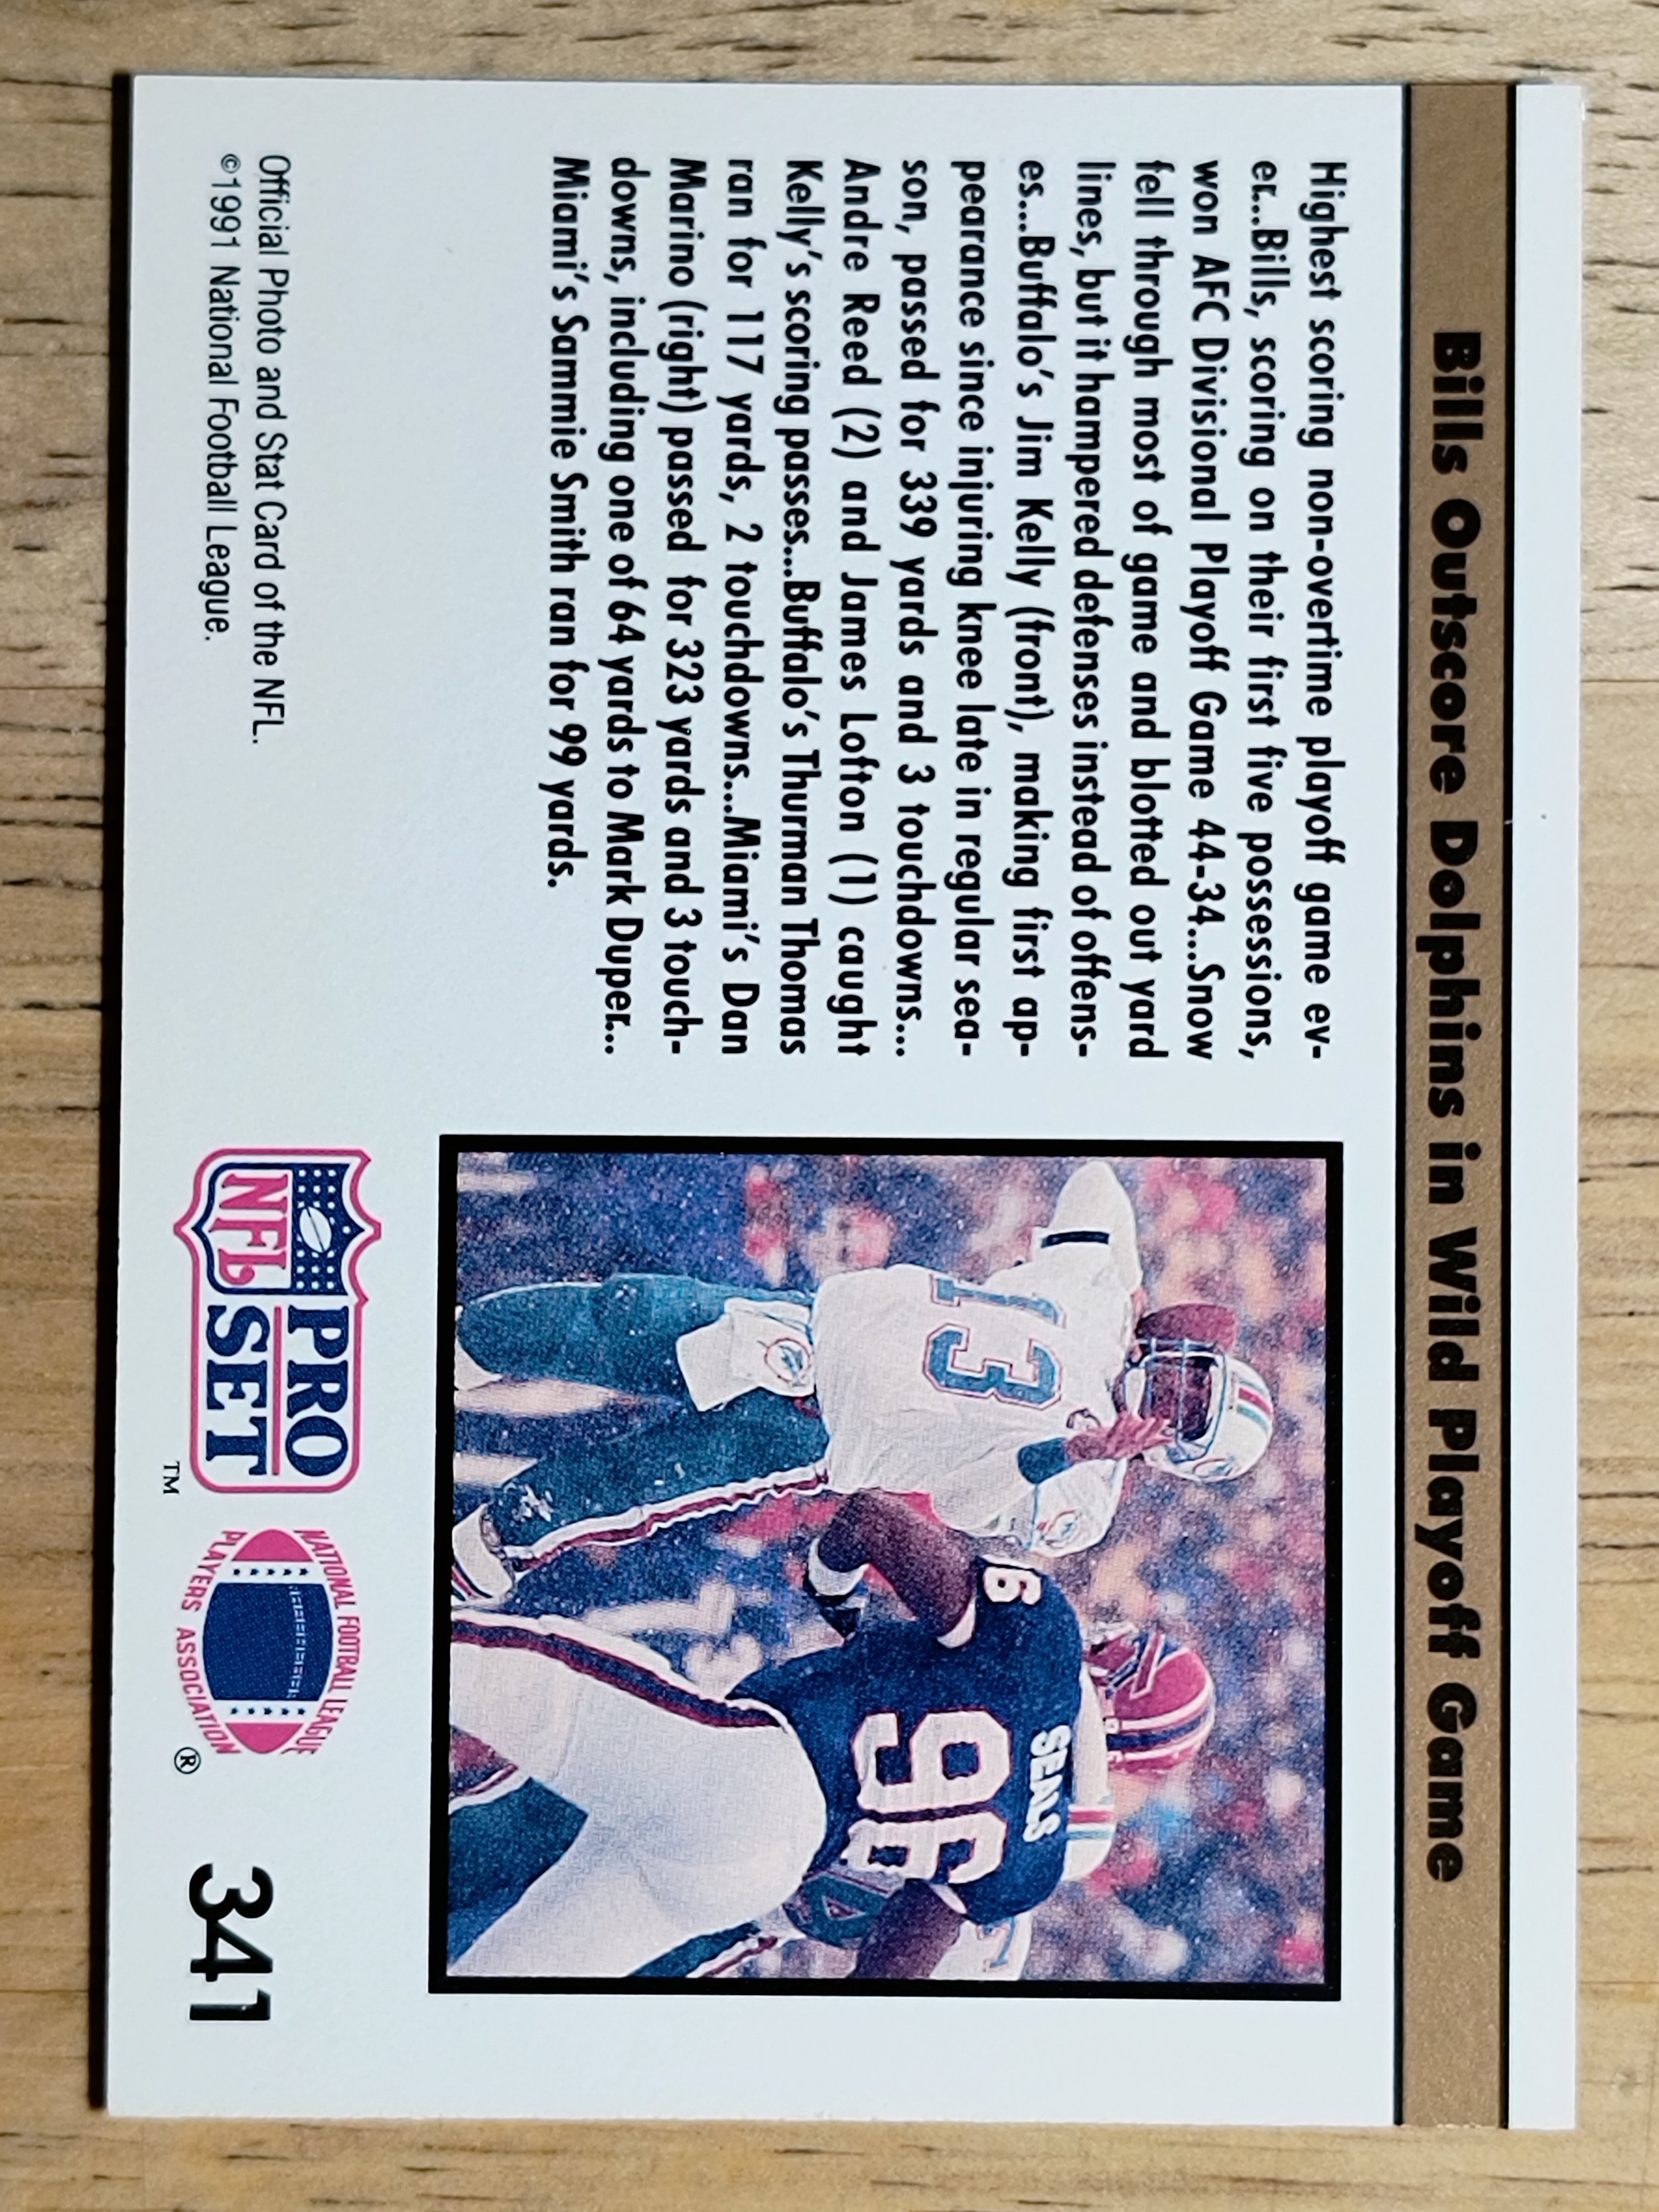 Bills Outscore Dolphins in Wild Playoff Game
Highest scoring non-overtime playoff game ev-
er...Bills, scoring on their first five possessions,
won AFC Divisional Playoff Game 44-34...Snow
fell through most of game and blotted out yard
lines, but it hampered defenses instead of offens-
es...Buffalo's Jim Kelly (front), making first ap-
pearance since injuring knee late in regular sea-
son, passed for 339 yards and 3 touchdowns...
Andre Reed (2) and James Lofton (1) caught
Kelly's scoring passes...Buffalo's Thurman Thomas
ran for 117 yards, 2 touchdowns...Miami's Dan
Marino (right) passed for 323 yards and 3 touch-
downs, including one of 64 yards to Mark Duper...
Miami's Sammie Smith ran for 99 yards.
13
96
SEALS
96
Official Photo and Stat Card of the NFL.
©1991 National Football League.
NFL
PRO
SET
TM
NATIONAL FOOTBALL LEAGUE
PLAYERS ASSOCIATION
®
341